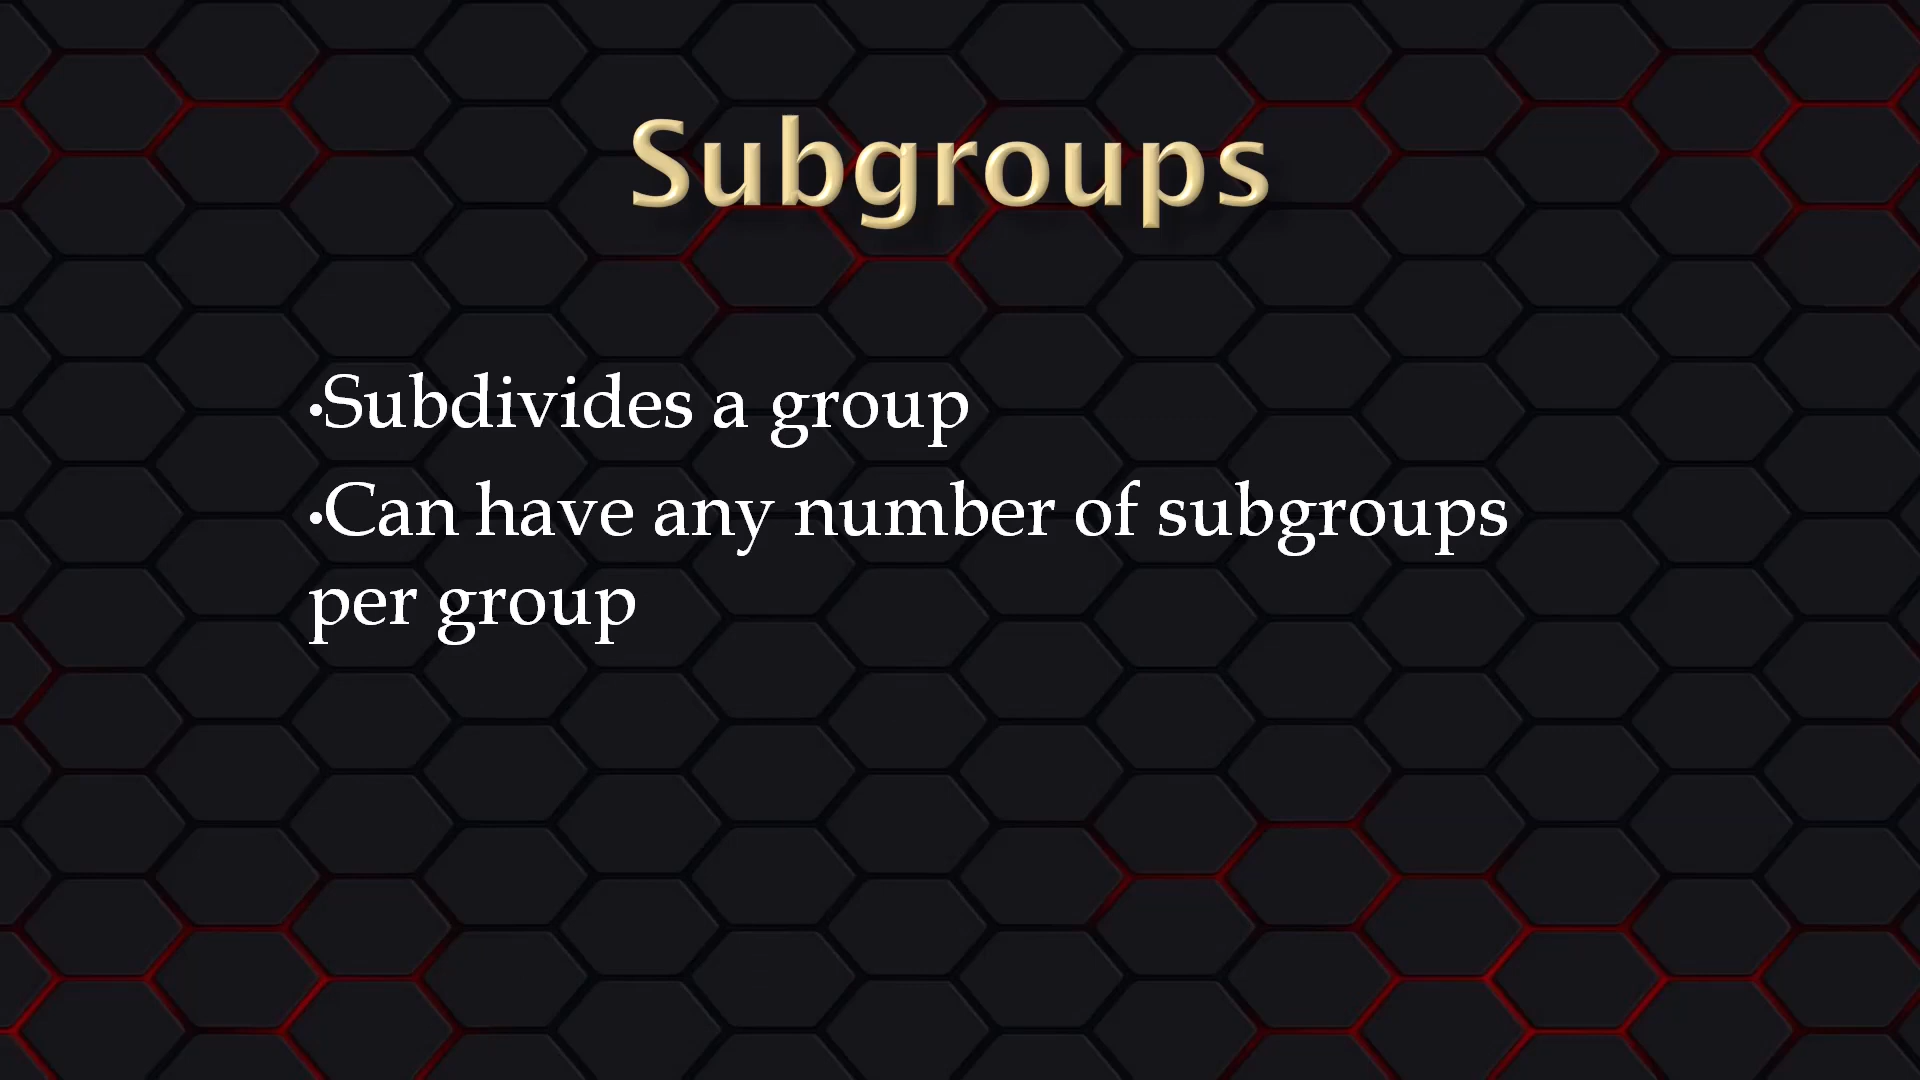 Subgroups
•Subdivides a group
•Can have any number of subgroups
per group